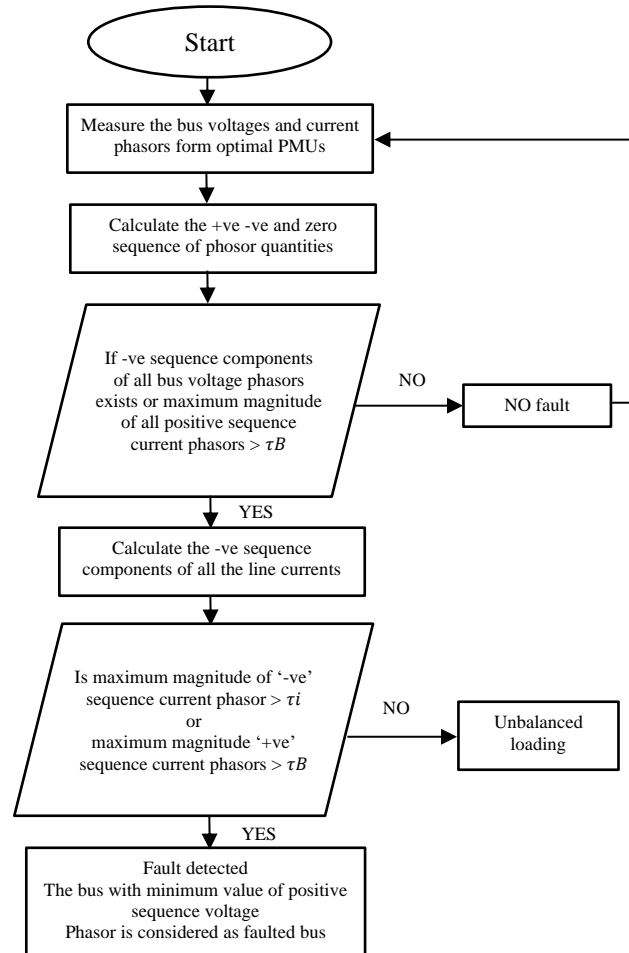 Start
Measure the bus voltages and current
phasors form optimal PMUs
Calculate the +ve -ve and zero
sequence of phosor quantities
If -ve sequence components
of all bus voltage phasors
exists or maximum magnitude
of all positive sequence
current phasors > τB
NO
NO fault
YES
Calculate the -ve sequence
components of all the line currents
Is maximum magnitude of ‘-ve’
sequence current phasor > τi
or
maximum magnitude ‘+ve’
sequence current phasors > τB
NO
Unbalanced
loading
YES
Fault detected
The bus with minimum value of positive
sequence voltage
Phasor is considered as faulted bus